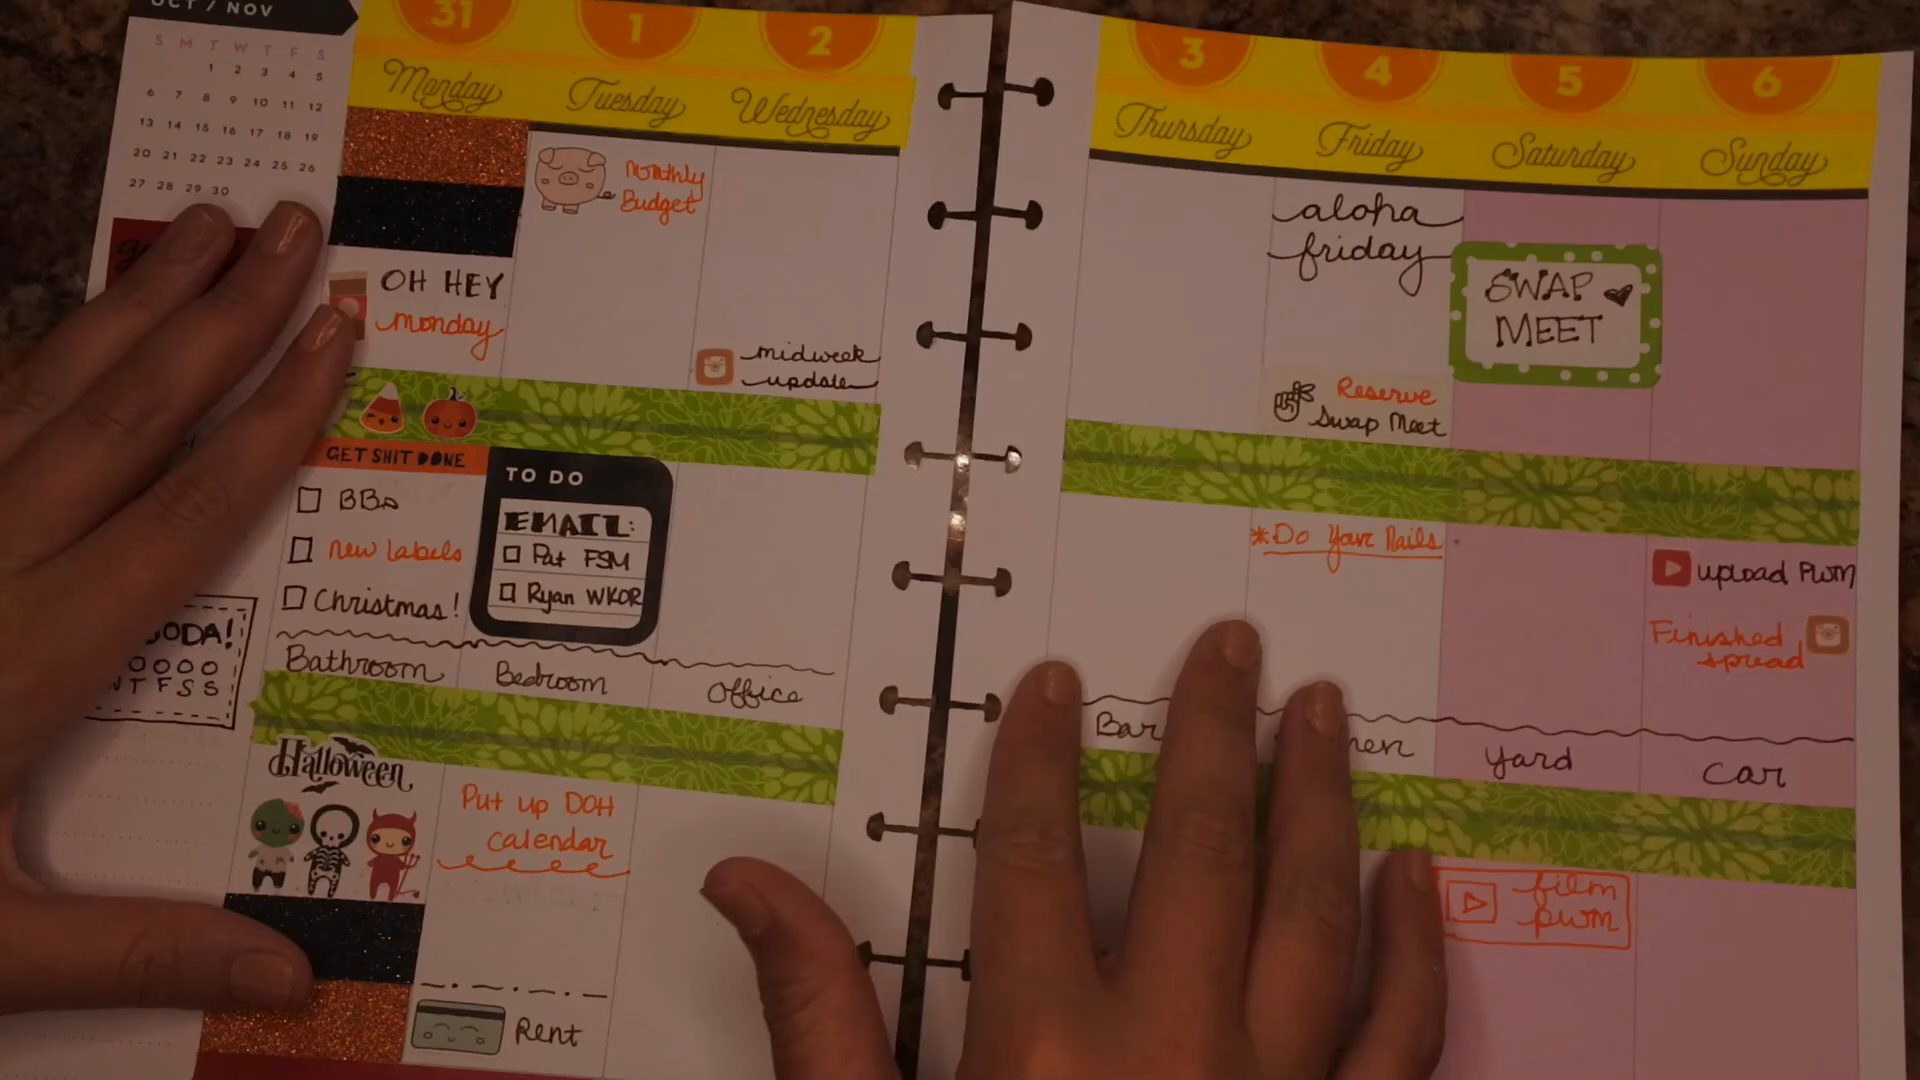 OCT / NOV
S M T W T F S
1 2 3 4 5
6 7 8 9 10 11 12
13 14 15 16 17 18 19
20 21 22 23 24 25 26
27 28 29 30
31
Monday
OH HEY
monday
GET SHIT DONE
BBs
new Labels
Christmas!
Bathroom
Halloween
1
Tuesday
Monthly
Budget
TO DO
EMAIL:
Pat FSM
Ryan WKOR
Bedroom
Put up DOH
calendar
Rent
2
Wednesday
midweek
update
Office
3
Thursday
4
Friday
aloha
friday
Reserve
Swap Meet
*Do Your Nails
5
Saturday
SWAP
MEET
Yard
film
pwm
6
Sunday
upload PWM
Finished
spread
Car
T F S S